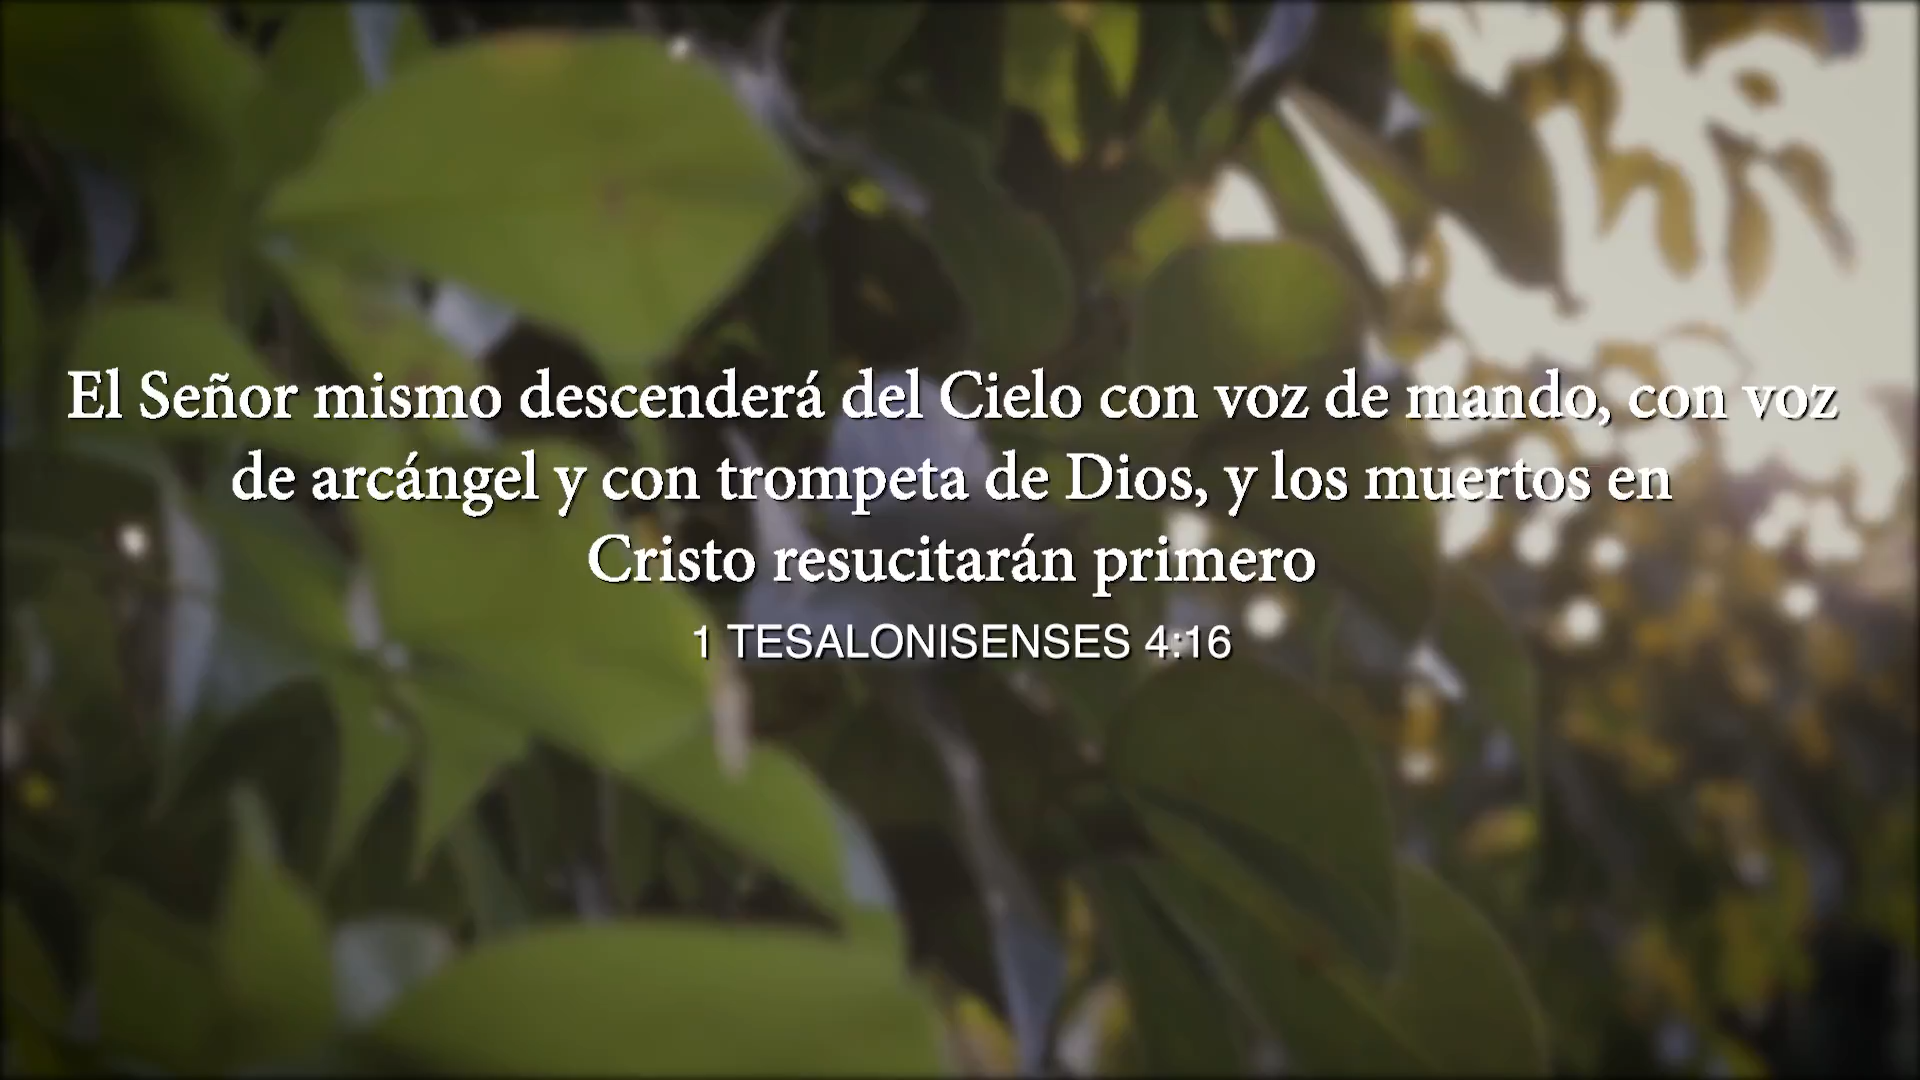 El Señor mismo descenderá del Cielo con voz de mando, con voz
de arcángel y con trompeta de Dios, y los muertos en
Cristo resucitarán primero
1 TESALONISENSES 4:16